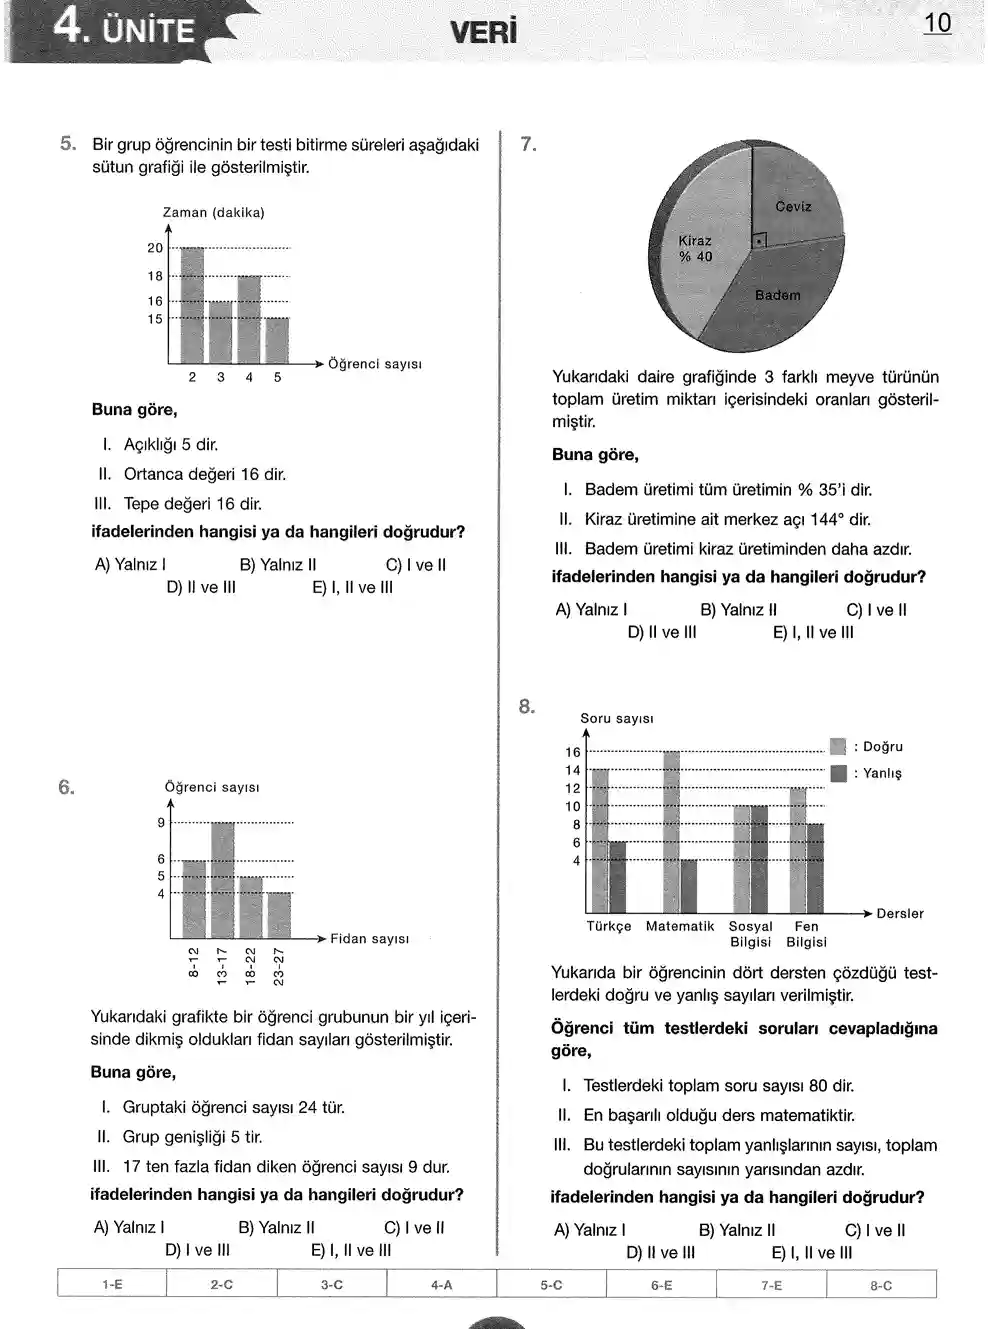 4. ÜNİTE
VERİ
10
5. Bir grup öğrencinin bir testi bitirme süreleri aşağıdaki
sütun grafiği ile gösterilmiştir.
Zaman (dakika)
20
18
16
15
2 3 4 5
Öğrenci sayısı
Buna göre,
I. Açıklığı 5 dir.
II. Ortanca değeri 16 dir.
III. Tepe değeri 16 dir.
ifadelerinden hangisi ya da hangileri doğrudur?
A) Yalnız I B) Yalnız II C) I ve II
D) II ve III E) I, II ve III
6.
Öğrenci sayısı
9
6
5
4
Fidan sayısı
8-12
13-17
18-22
23-27
Yukarıdaki grafikte bir öğrenci grubunun bir yıl içeri-
sinde dikmiş oldukları fidan sayıları gösterilmiştir.
Buna göre,
I. Gruptaki öğrenci sayısı 24 tür.
II. Grup genişliği 5 tir.
III. 17 ten fazla fidan diken öğrenci sayısı 9 dur.
ifadelerinden hangisi ya da hangileri doğrudur?
A) Yalnız I B) Yalnız II C) I ve II
D) I ve III E) I, II ve III
7.
Ceviz
Kiraz
% 40
Badem
Yukarıdaki daire grafiğinde 3 farklı meyve türünün
toplam üretim miktarı içerisindeki oranları gösteril-
miştir.
Buna göre,
I. Badem üretimi tüm üretimin % 35'i dir.
II. Kiraz üretimine ait merkez açı 144° dir.
III. Badem üretimi kiraz üretiminden daha azdır.
ifadelerinden hangisi ya da hangileri doğrudur?
A) Yalnız I B) Yalnız II C) I ve II
D) II ve III E) I, II ve III
8.
Soru sayısı
16
14
12
10
8
6
4
: Doğru
: Yanlış
Dersler
Türkçe Matematik Sosyal Fen
Bilgisi Bilgisi
Yukarıda bir öğrencinin dört dersten çözdüğü test-
lerdeki doğru ve yanlış sayıları verilmiştir.
Öğrenci tüm testlerdeki soruları cevapladığına
göre,
I. Testlerdeki toplam soru sayısı 80 dir.
II. En başarılı olduğu ders matematiktir.
III. Bu testlerdeki toplam yanlışlarının sayısı, toplam
doğrularının sayısının yarısından azdır.
ifadelerinden hangisi ya da hangileri doğrudur?
A) Yalnız I B) Yalnız II C) I ve II
D) II ve III E) I, II ve III
1-E 2-C 3-C 4-A 5-C 6-E 7-E 8-C